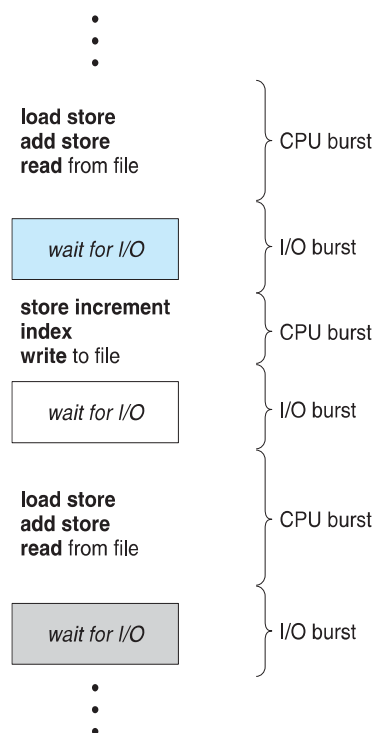 load store
add store
read from file
CPU burst
wait for I/O
I/O burst
store increment
index
write to file
CPU burst
wait for I/O
I/O burst
load store
add store
read from file
CPU burst
wait for I/O
I/O burst